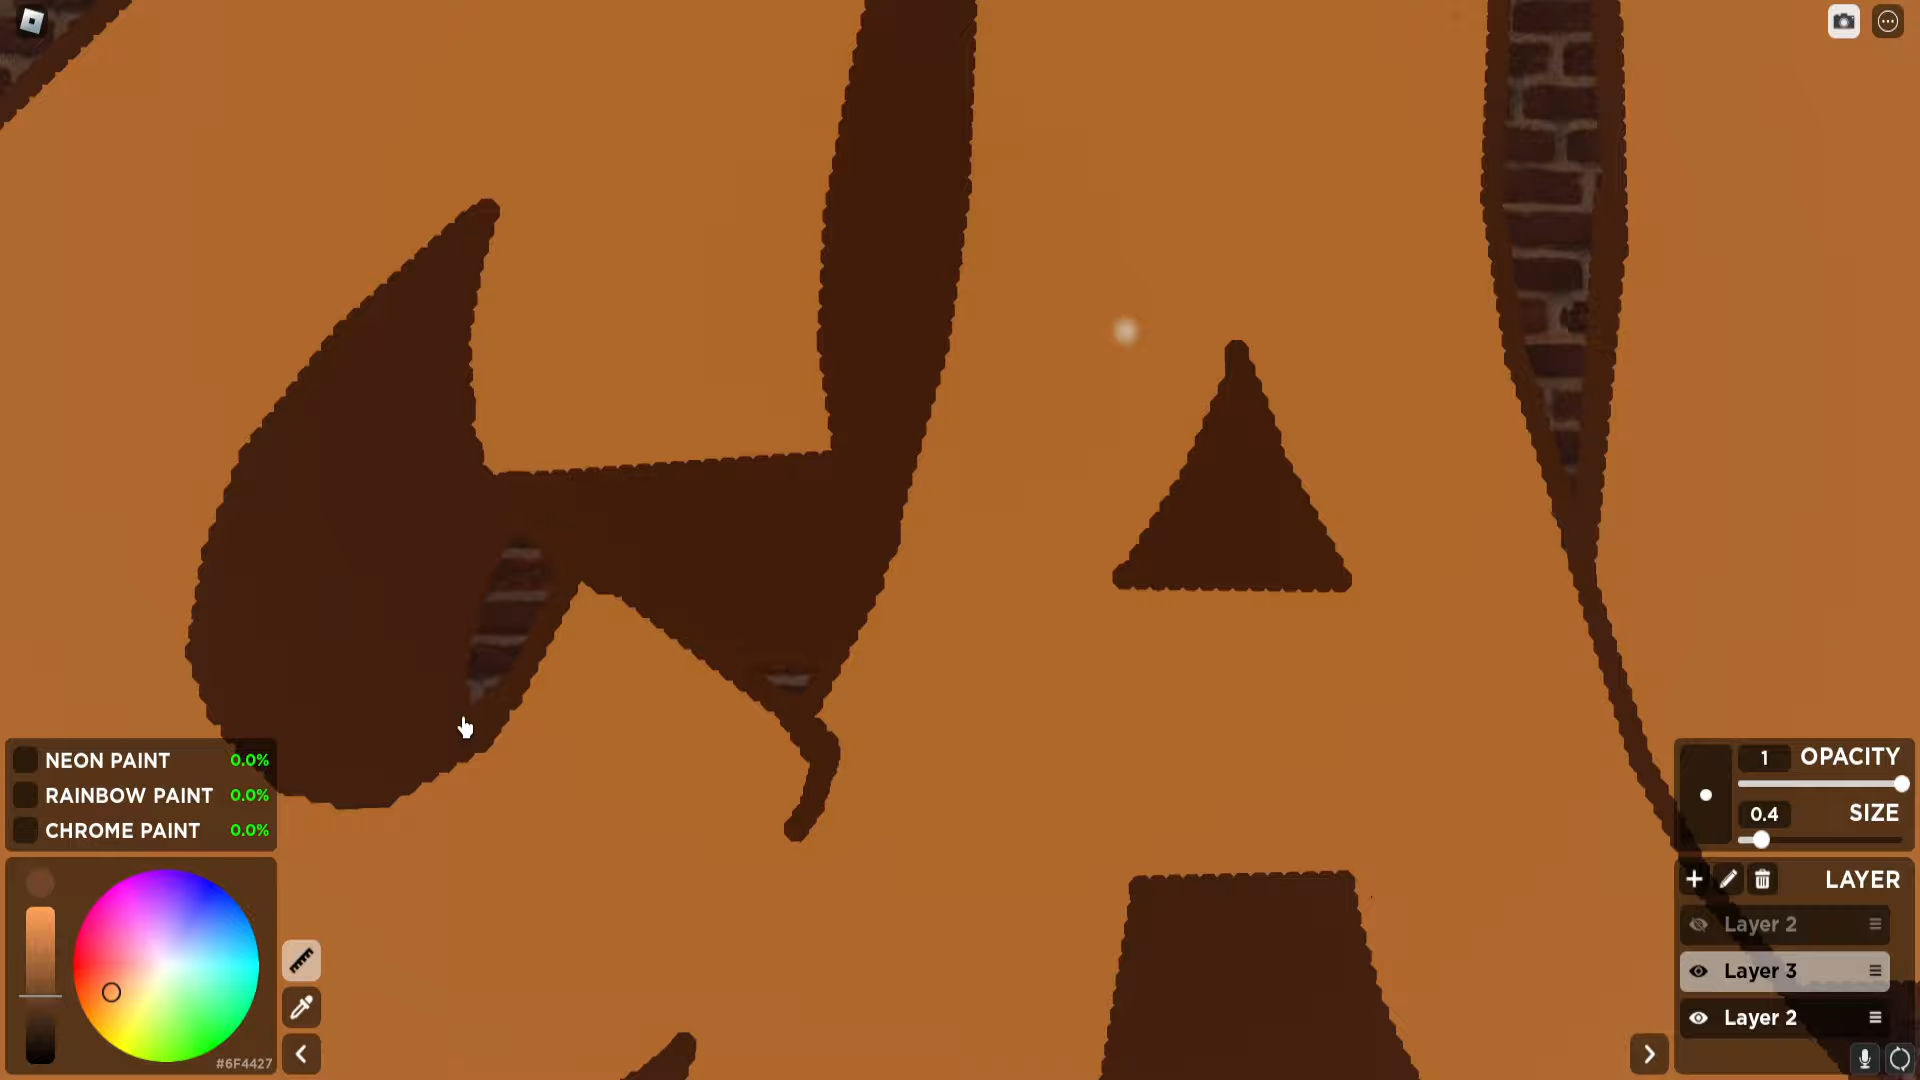 NEON PAINT 0.0%
RAINBOW PAINT 0.0%
CHROME PAINT 0.0%
#6F4427
1 OPACITY
0.4 SIZE
LAYER
Layer 2
Layer 3
Layer 2